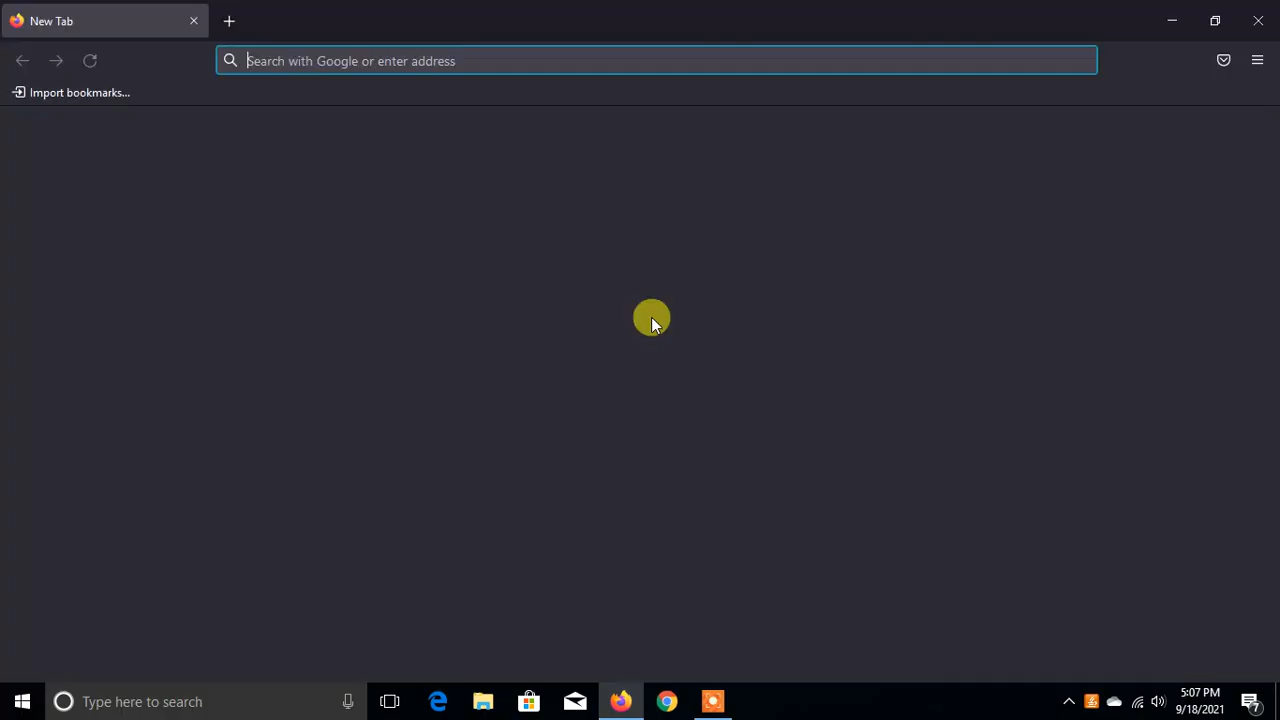 New Tab
Search with Google or enter address
Import bookmarks...
Type here to search
5:07 PM
9/18/2021
7